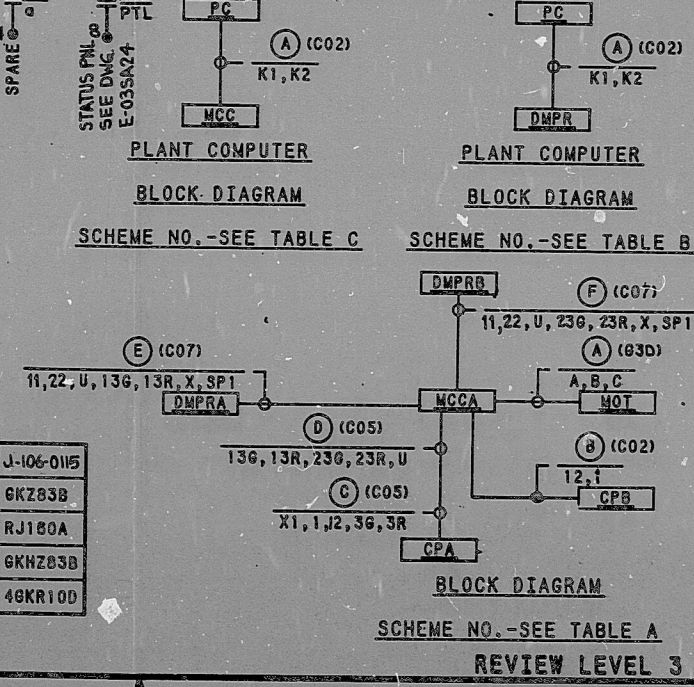 a
PTL
SPARE
STATUS PNL
SEE DWG.
E-03SA24
PC
A (C02)
K1,K2
MCC
PLANT COMPUTER
BLOCK DIAGRAM
SCHEME NO.-SEE TABLE C
PC
A (C02)
K1,K2
DMPR
PLANT COMPUTER
BLOCK DIAGRAM
SCHEME NO.-SEE TABLE B
DMPRB
F (C07)
11,22,U,23G,23R,X,SP1
E (C07)
11,22,U,13G,13R,X,SP1
DMPRA
MCCA
A (G3D)
A,B,C
MOT
D (C05)
13G,13R,23G,23R,U
B (C02)
12,1
CPB
C (C05)
X1,1,12,3G,3R
CPA
BLOCK DIAGRAM
SCHEME NO.-SEE TABLE A
J-106-0115
GKZ83B
RJ160A
GKHZ83B
4GKR10D
REVIEW LEVEL 3